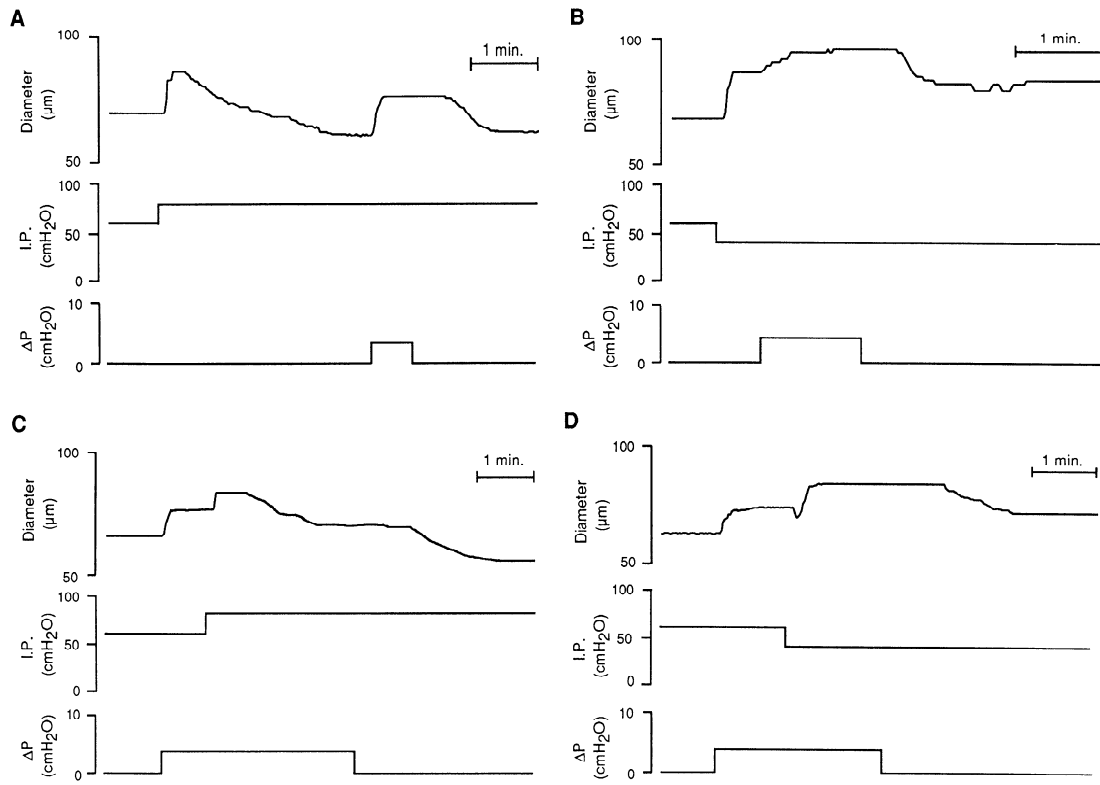 A
100
Diameter
(µm)
50
1 min.
100
I.P.
(cmH2O)
50
0
10
ΔP
(cmH2O)
0
B
100
Diameter
(µm)
50
1 min.
100
I.P.
(cmH2O)
50
0
10
ΔP
(cmH2O)
0
C
100
Diameter
(µm)
50
1 min.
100
I.P.
(cmH2O)
50
0
10
ΔP
(cmH2O)
0
D
100
Diameter
(µm)
50
1 min.
100
I.P.
(cmH2O)
50
0
10
ΔP
(cmH2O)
0